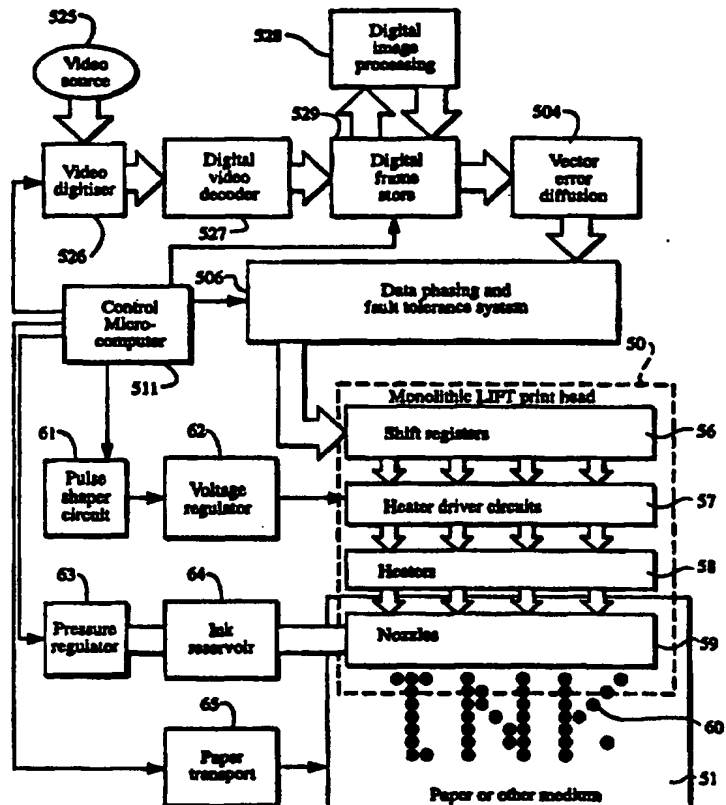 525
Video
source
528
Digital
image
processing
529
504
Video
digitiser
526
Digital
video
decoder
527
Digital
frame
store
Vector
error
diffusion
506
Data phasing and
fault tolerance system
Control
Micro-
computer
511
50
Monolithic LIFT print head
Shift registers
56
61
Pulse
shaper
circuit
62
Voltage
regulator
Heater driver circuits
57
Heaters
58
63
Pressure
regulator
64
Ink
reservoir
Nozzles
59
INK
60
65
Paper
transport
51
Paper or other medium